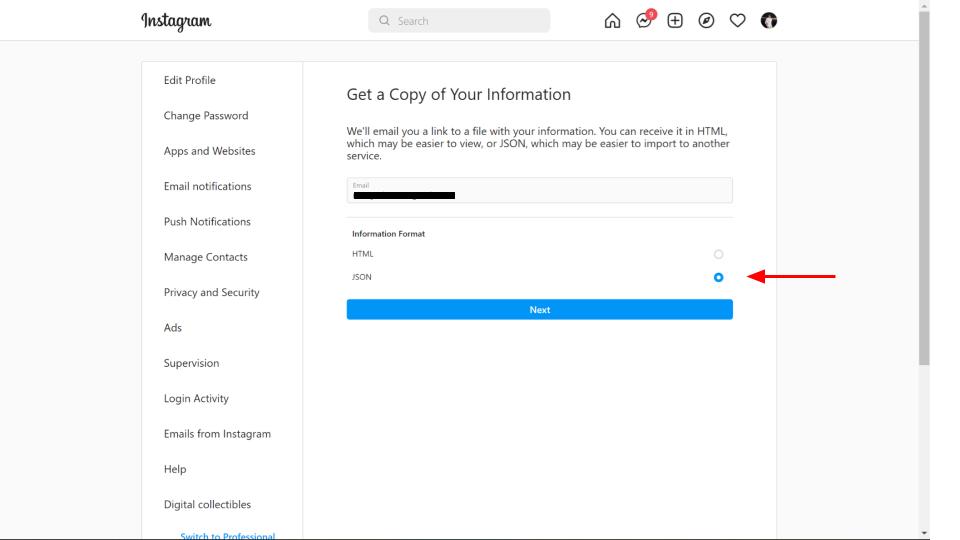 Instagram
Search
9
Edit Profile
Change Password
Apps and Websites
Email notifications
Push Notifications
Manage Contacts
Privacy and Security
Ads
Supervision
Login Activity
Emails from Instagram
Help
Digital collectibles
Switch to Professional
Get a Copy of Your Information
We'll email you a link to a file with your information. You can receive it in HTML,
which may be easier to view, or JSON, which may be easier to import to another
service.
Email
Information Format
HTML
JSON
Next